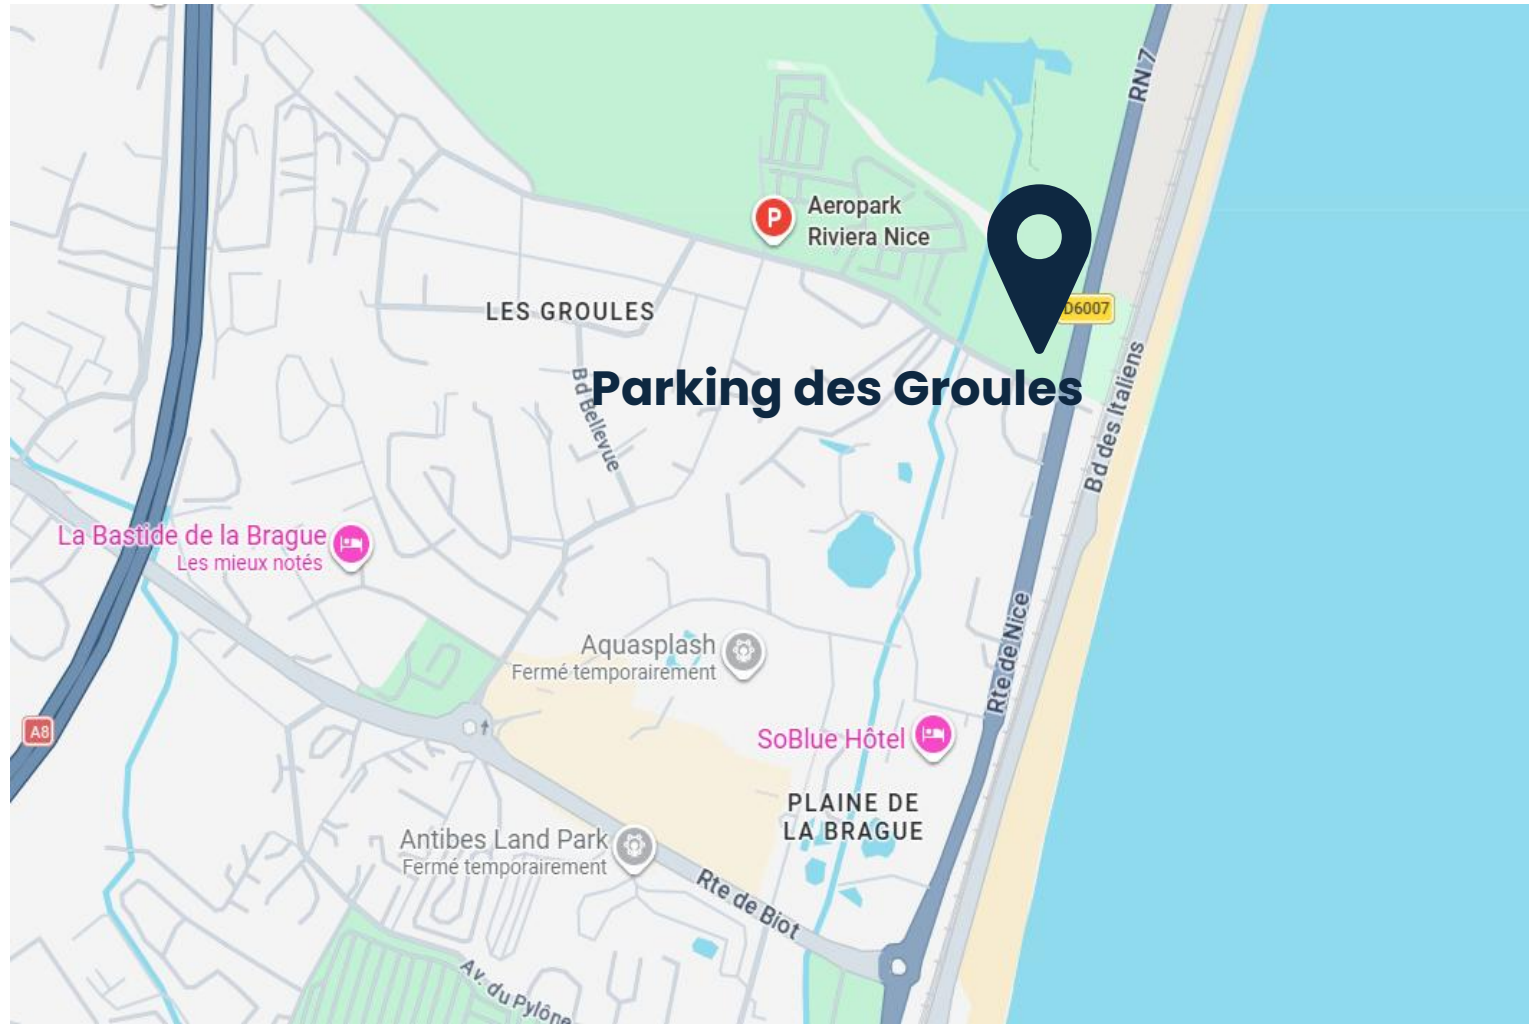 RN 7
P
Aeropark
Riviera Nice
D6007
LES GROULES
Bd Bellevue
Parking des Groules
Bd des Italiens
La Bastide de la Brague
Les mieux notés
Rte de Nice
Aquasplash
Fermé temporairement
A8
SoBlue Hôtel
PLAINE DE
LA BRAGUE
Antibes Land Park
Fermé temporairement
Rte de Biot
Av. du Pylône